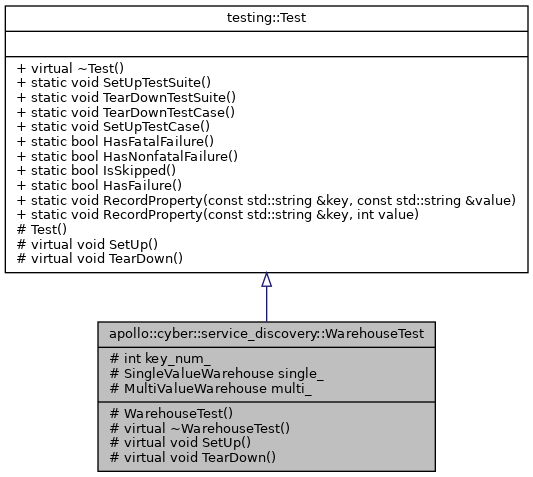 testing::Test
+ virtual ~Test()
+ static void SetUpTestSuite()
+ static void TearDownTestSuite()
+ static void TearDownTestCase()
+ static void SetUpTestCase()
+ static bool HasFatalFailure()
+ static bool HasNonfatalFailure()
+ static bool IsSkipped()
+ static bool HasFailure()
+ static void RecordProperty(const std::string &key, const std::string &value)
+ static void RecordProperty(const std::string &key, int value)
# Test()
# virtual void SetUp()
# virtual void TearDown()
apollo::cyber::service_discovery::WarehouseTest
# int key_num_
# SingleValueWarehouse single_
# MultiValueWarehouse multi_
# WarehouseTest()
# virtual ~WarehouseTest()
# virtual void SetUp()
# virtual void TearDown()